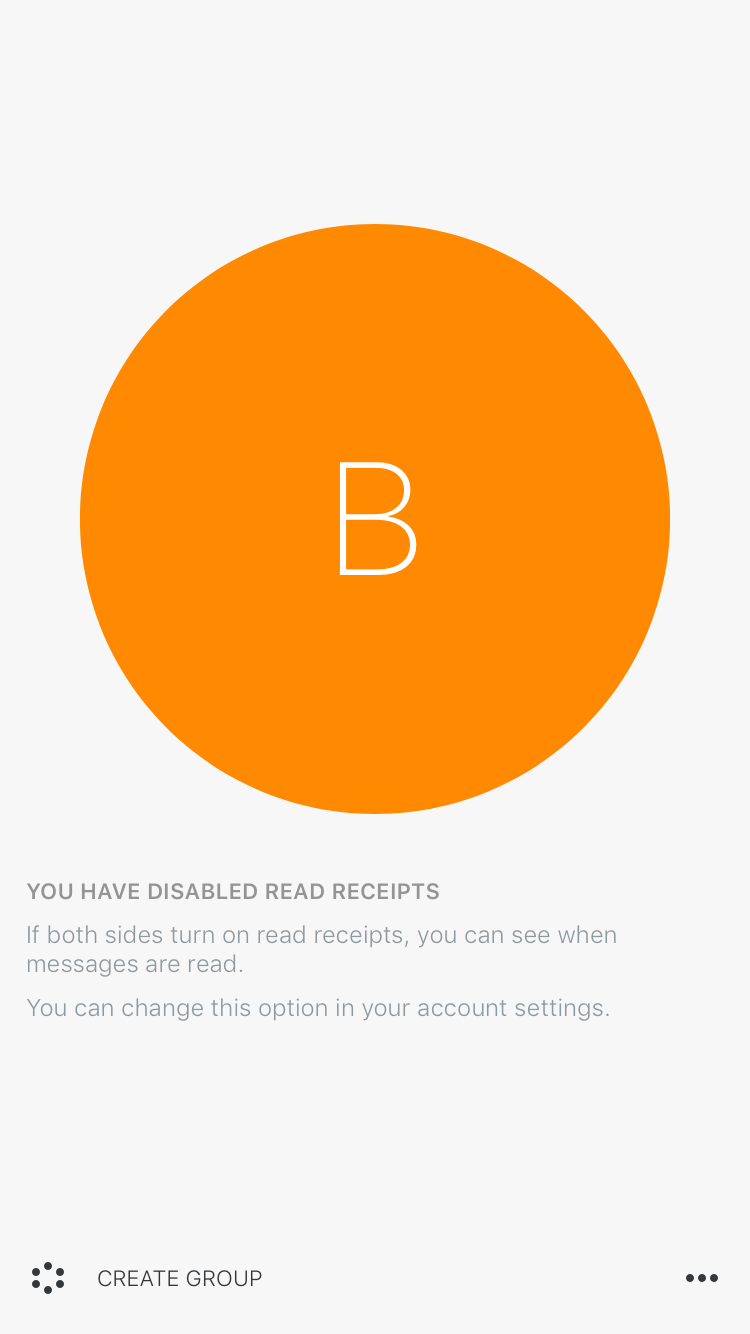 B
YOU HAVE DISABLED READ RECEIPTS
If both sides turn on read receipts, you can see when
messages are read.
You can change this option in your account settings.
CREATE GROUP